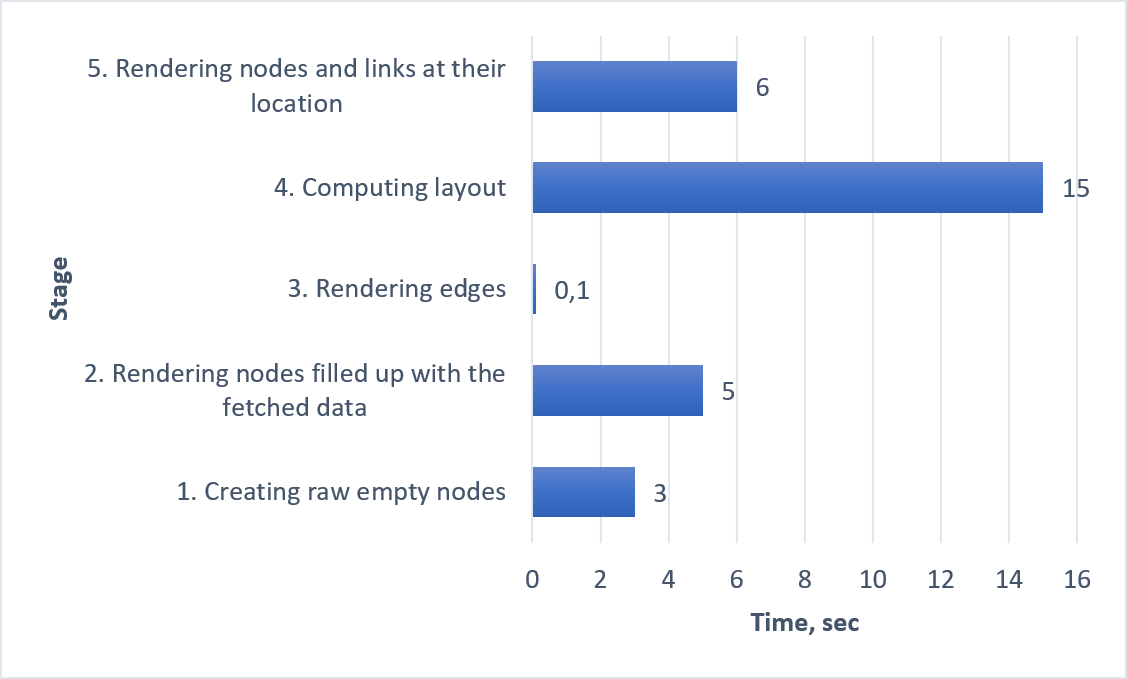 5. Rendering nodes and links at their
location
6
4. Computing layout
15
3. Rendering edges
0,1
2. Rendering nodes filled up with the
fetched data
5
1. Creating raw empty nodes
3
Stage
0 2 4 6 8 10 12 14 16
Time, sec